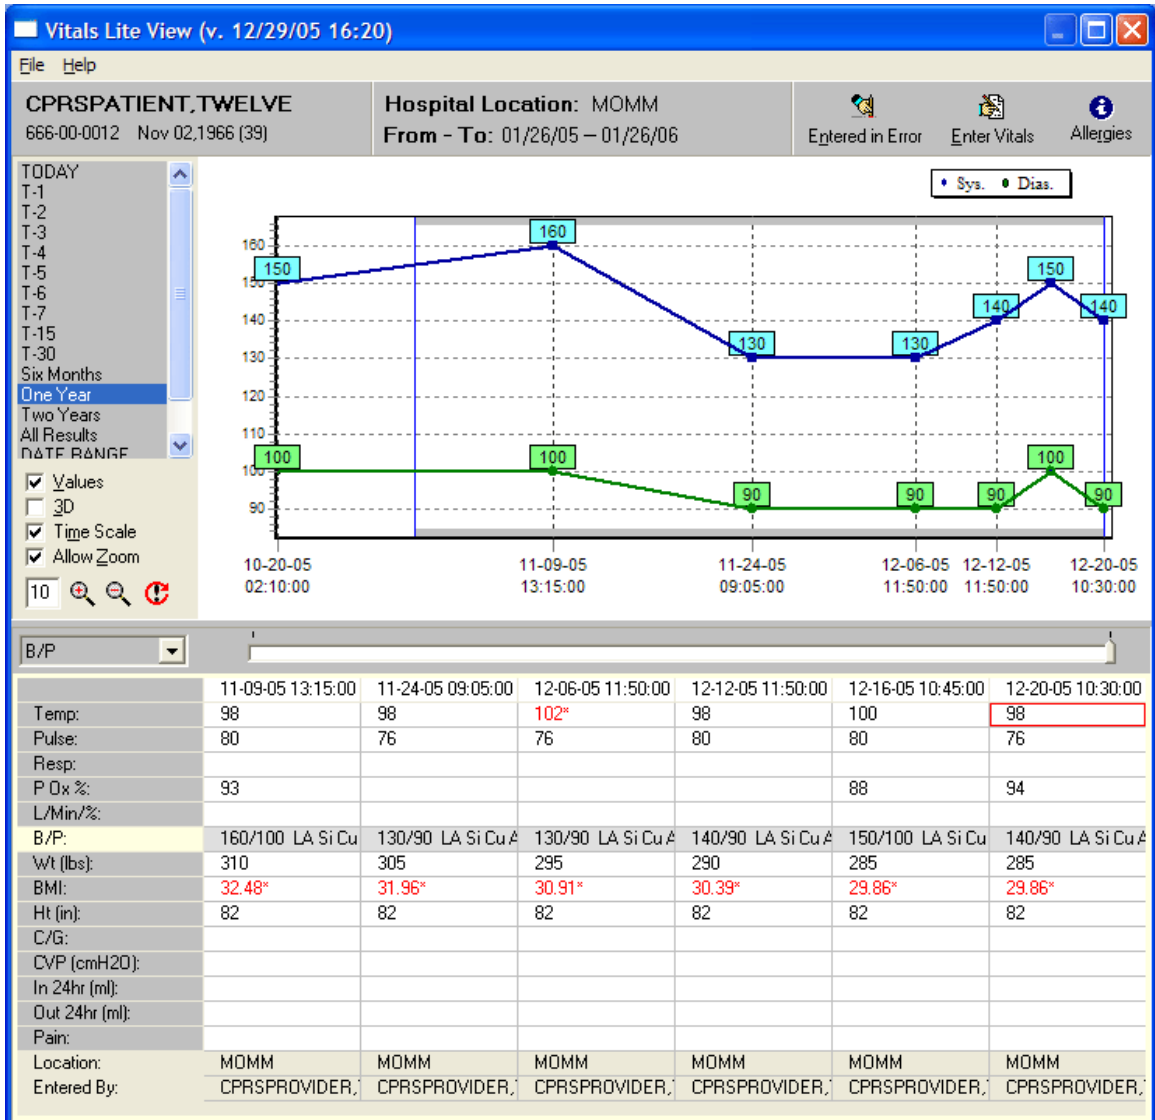 Vitals Lite View (v. 12/29/05 16:20)
File Help
CPRSPATIENT,TWELVE
666-00-0012 Nov 02,1966 (39)
Hospital Location: MOMM
From - To: 01/26/05 – 01/26/06
Entered in Error Enter Vitals Allergies
TODAY
T-1
T-2
T-3
T-4
T-5
T-6
T-7
T-15
T-30
Six Months
One Year
Two Years
All Results
DATE RANGE
Values
3D
Time Scale
Allow Zoom
10
Sys. Dias.
160
150
140
130
120
110
100
90
150 160 130 130 140 150 140
100 100 90 90 90 100 90
10-20-05 11-09-05 11-24-05 12-06-05 12-12-05 12-20-05
02:10:00 13:15:00 09:05:00 11:50:00 11:50:00 10:30:00
B/P
11-09-05 13:15:00 11-24-05 09:05:00 12-06-05 11:50:00 12-12-05 11:50:00 12-16-05 10:45:00 12-20-05 10:30:00
Temp: 98 98 102* 98 100 98
Pulse: 80 76 76 80 80 76
Resp:
P Ox %: 93 88 94
L/Min/%:
B/P: 160/100 LA Si Cu 130/90 LA Si Cu A 130/90 LA Si Cu A 140/90 LA Si Cu A 150/100 LA Si Cu 140/90 LA Si Cu A
Wt (lbs): 310 305 295 290 285 285
BMI: 32.48* 31.96* 30.91* 30.39* 29.86* 29.86*
Ht (in): 82 82 82 82 82 82
C/G:
CVP (cmH2O):
In 24hr (ml):
Out 24hr (ml):
Pain:
Location: MOMM MOMM MOMM MOMM MOMM MOMM
Entered By: CPRSPROVIDER, CPRSPROVIDER, CPRSPROVIDER, CPRSPROVIDER, CPRSPROVIDER, CPRSPROVIDER,